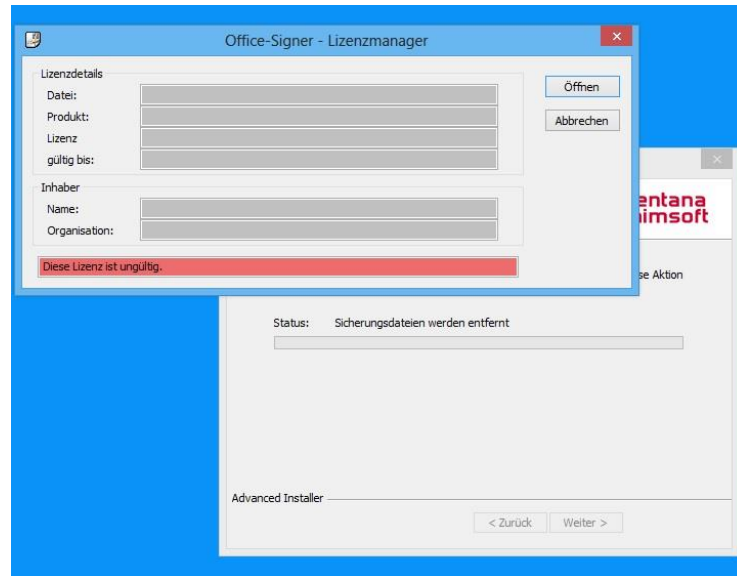 Office-Signer - Lizenzmanager
Lizenzdetails
Datei:
Produkt:
Lizenz
gültig bis:
Öffnen
Abbrechen
Inhaber
Name:
Organisation:
Diese Lizenz ist ungültig.
entana
imsoft
se Aktion
Status: Sicherungsdateien werden entfernt
Advanced Installer
< Zurück Weiter >